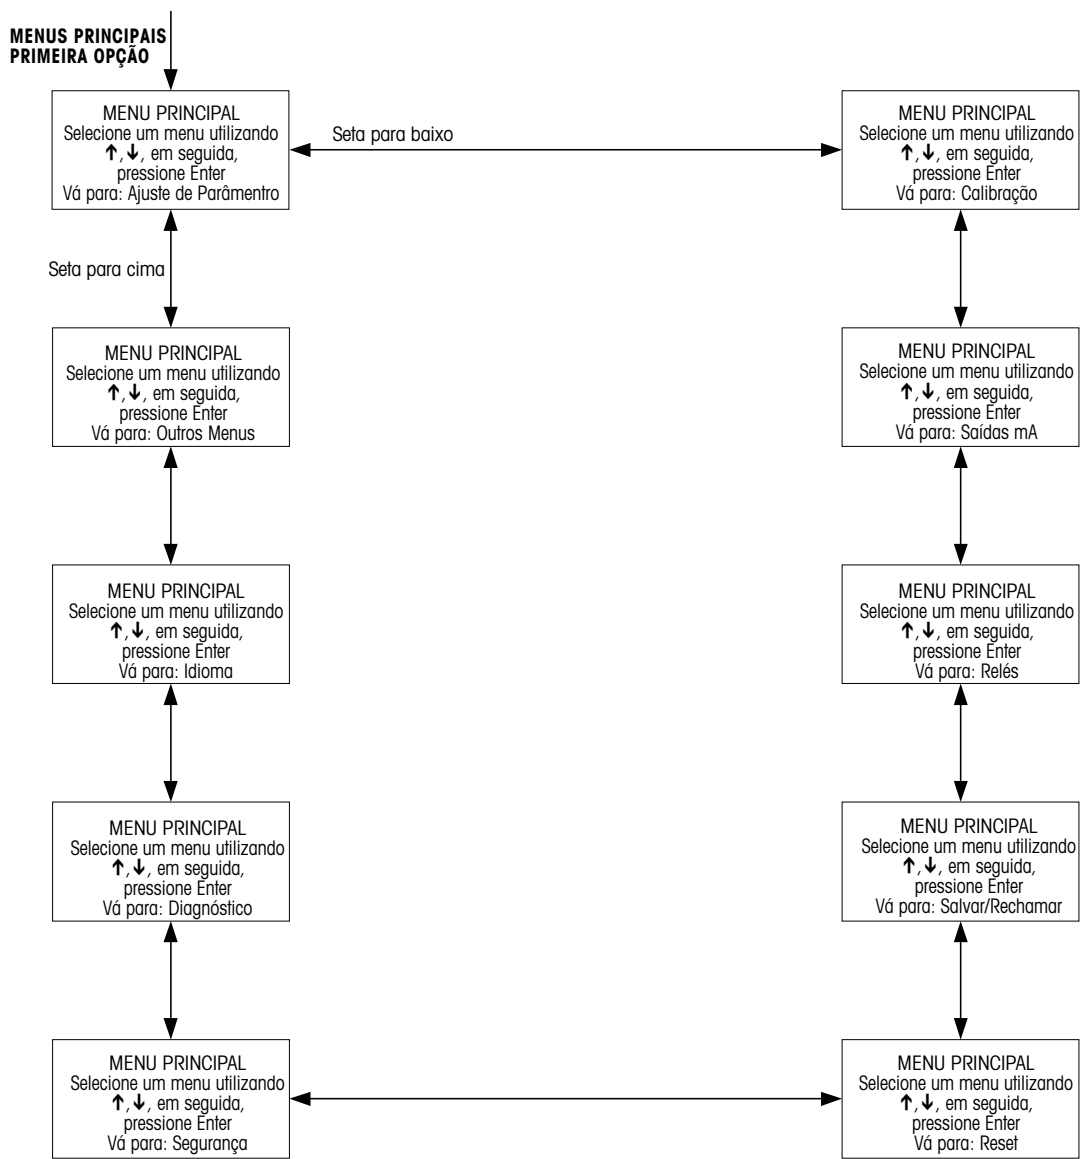 MENUS PRINCIPAIS
PRIMEIRA OPÇÃO
MENU PRINCIPAL
Selecione um menu utilizando
↑,↓, em seguida,
pressione Enter
Vá para: Ajuste de Parâmentro
Seta para baixo
MENU PRINCIPAL
Selecione um menu utilizando
↑,↓, em seguida,
pressione Enter
Vá para: Calibração
Seta para cima
MENU PRINCIPAL
Selecione um menu utilizando
↑,↓, em seguida,
pressione Enter
Vá para: Outros Menus
MENU PRINCIPAL
Selecione um menu utilizando
↑,↓, em seguida,
pressione Enter
Vá para: Saídas mA
MENU PRINCIPAL
Selecione um menu utilizando
↑,↓, em seguida,
pressione Enter
Vá para: Idioma
MENU PRINCIPAL
Selecione um menu utilizando
↑,↓, em seguida,
pressione Enter
Vá para: Relés
MENU PRINCIPAL
Selecione um menu utilizando
↑,↓, em seguida,
pressione Enter
Vá para: Diagnóstico
MENU PRINCIPAL
Selecione um menu utilizando
↑,↓, em seguida,
pressione Enter
Vá para: Salvar/Rechamar
MENU PRINCIPAL
Selecione um menu utilizando
↑,↓, em seguida,
pressione Enter
Vá para: Segurança
MENU PRINCIPAL
Selecione um menu utilizando
↑,↓, em seguida,
pressione Enter
Vá para: Reset